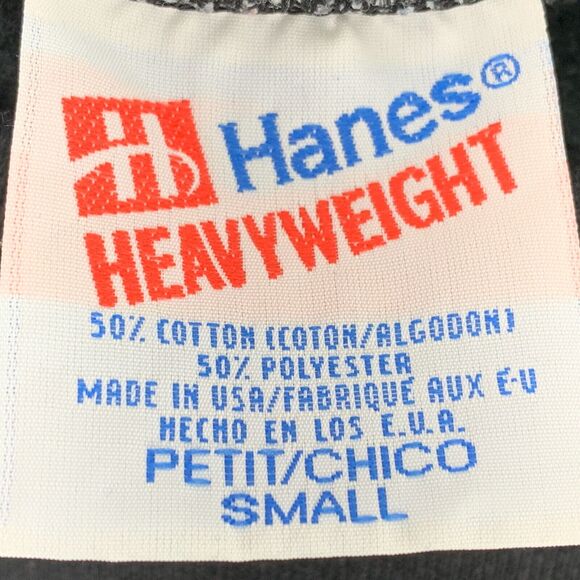 Hanes®
HEAVYWEIGHT
50% COTTON (COTON/ALGODON)
50% POLYESTER
MADE IN USA/FABRIQUÉ AUX É-U
HECHO EN LOS E.U.A.
PETIT/CHICO
SMALL